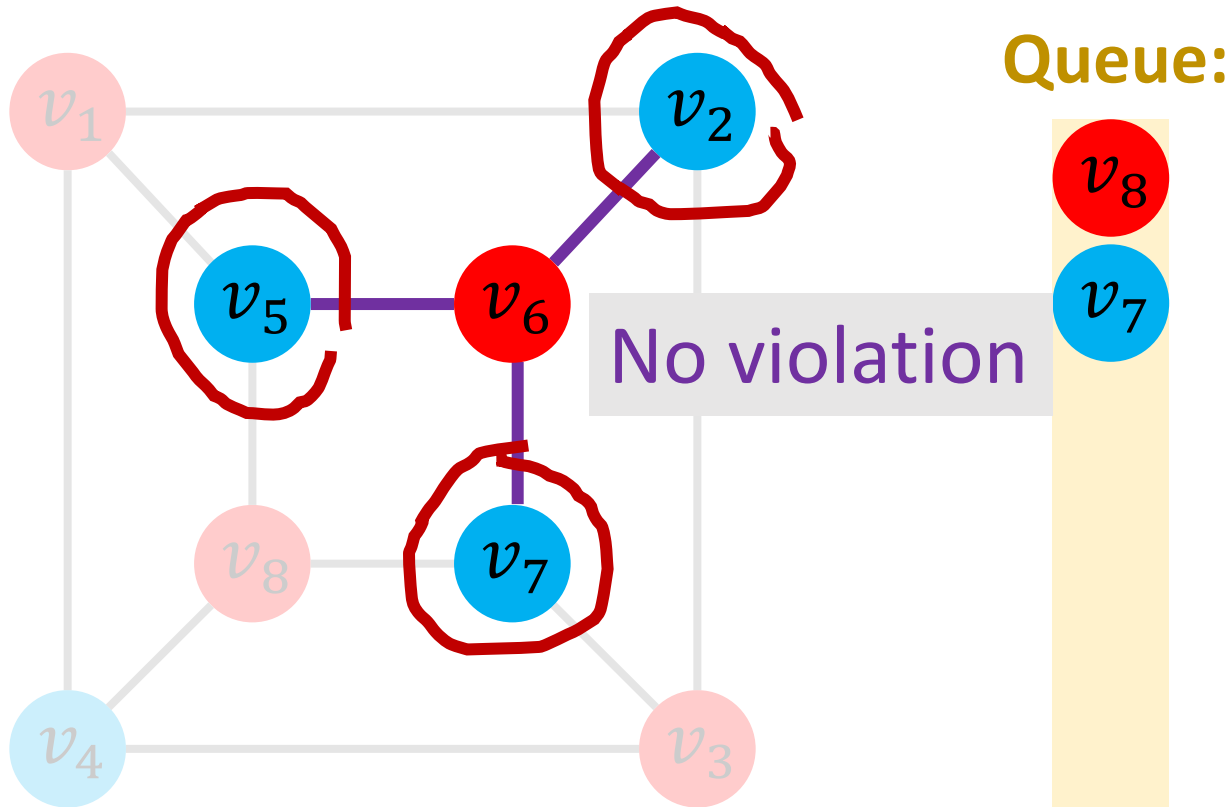 Queue:
v₁
v₂
v₈
v₅
v₆
v₇
No violation
v₈
v₇
v₄
v₃